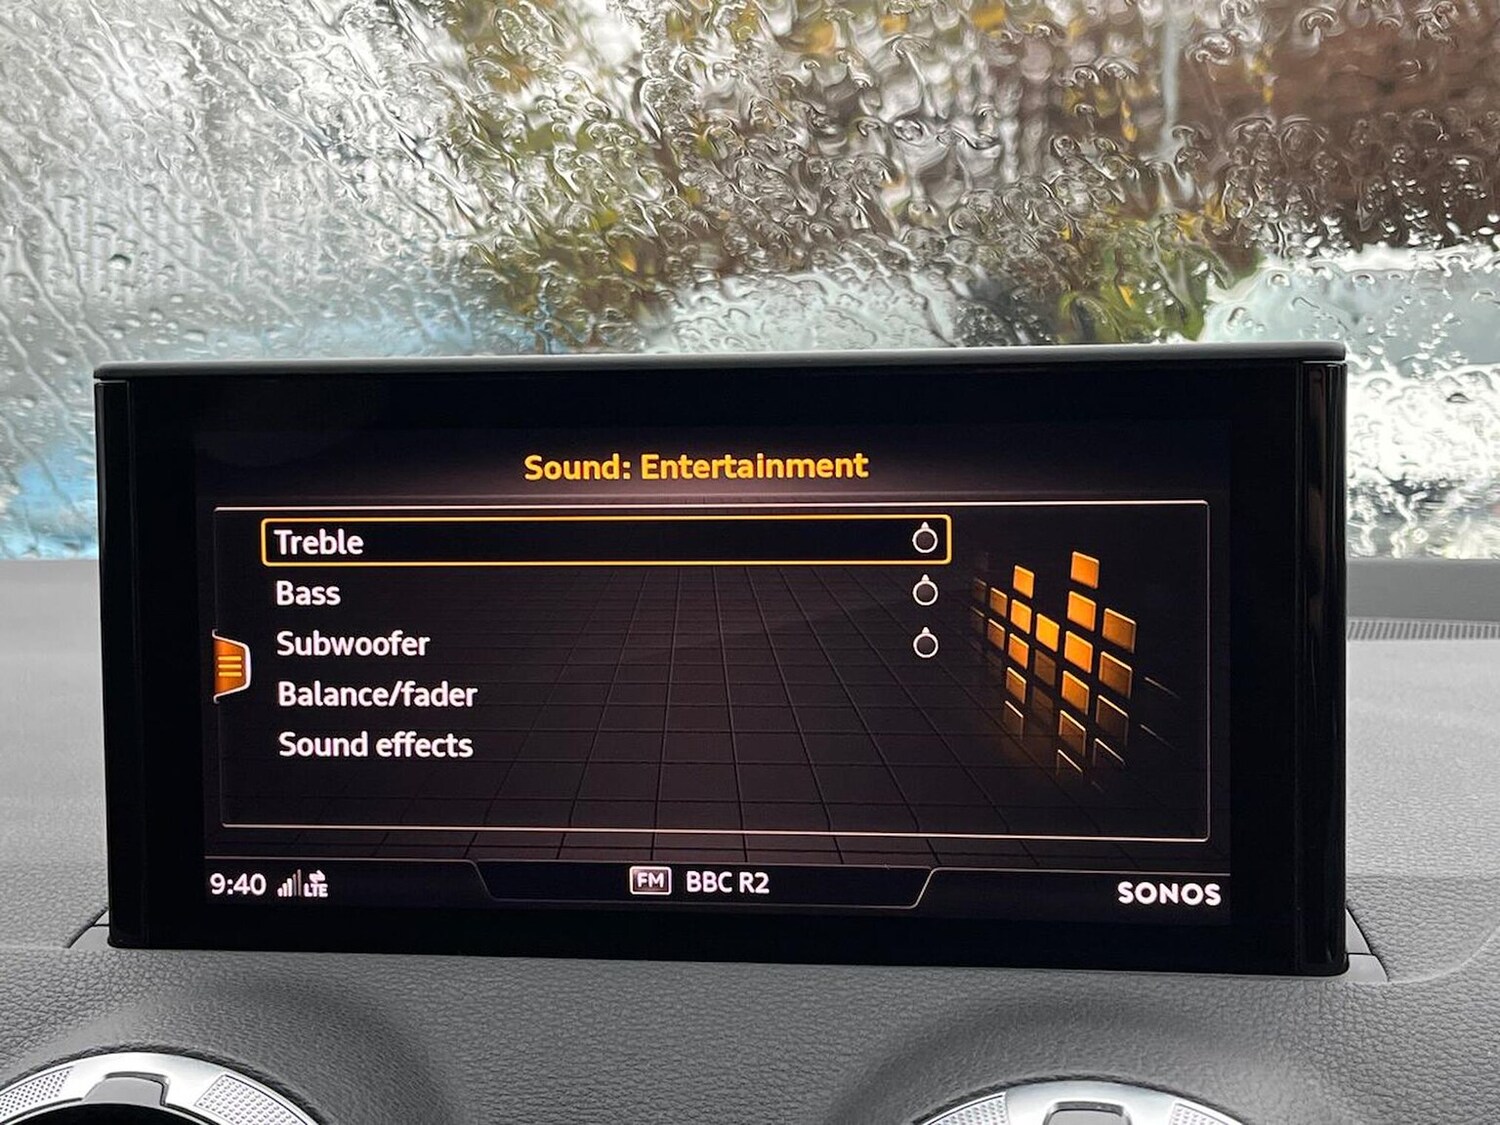 Sound: Entertainment
Treble
Bass
Subwoofer
Balance/fader
Sound effects
9:40 LTE
FM BBC R2
SONOS